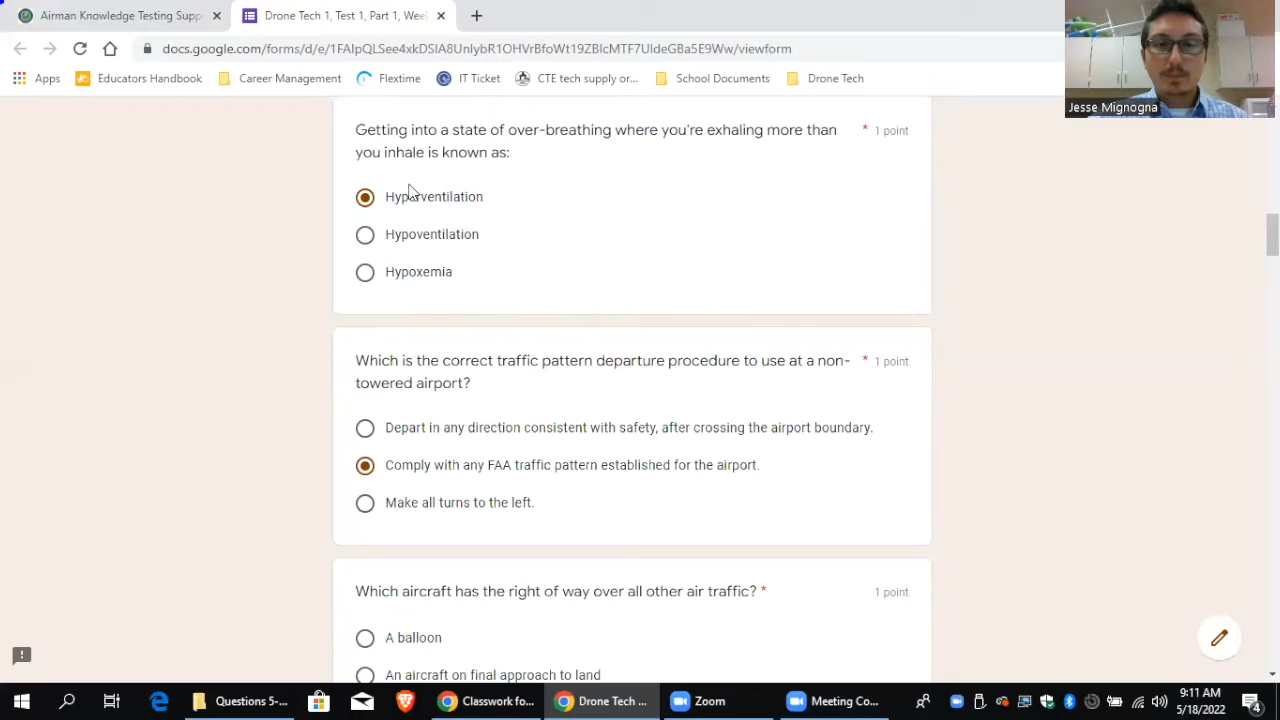 Airman Knowledge Testing Suppl
Drone Tech 1, Test 1, Part 1, Wee
docs.google.com/forms/d/e/1FAIpQLSee4xkDSIA8UnlybR1OHVrBfoWt19ZBlcMTF7UldeGBa5E9Ww/viewform
Apps Educators Handbook Career Management Flextime IT Ticket CTE tech supply or... School Documents Drone Tech
Jesse Mignogna
Getting into a state of over-breathing where you're exhaling more than * 1 point
you inhale is known as:
Hyperventilation
Hypoventilation
Hypoxemia
Which is the correct traffic pattern departure procedure to use at a non- * 1 point
towered airport?
Depart in any direction consistent with safety, after crossing the airport boundary.
Comply with any FAA traffic pattern established for the airport.
Make all turns to the left.
Which aircraft has the right of way over all other air traffic? * 1 point
A balloon
An aircraft on final approach to land
Questions 5-... Classwork fo... Drone Tech ... Zoom Meeting Co...
9:11 AM
5/18/2022
4